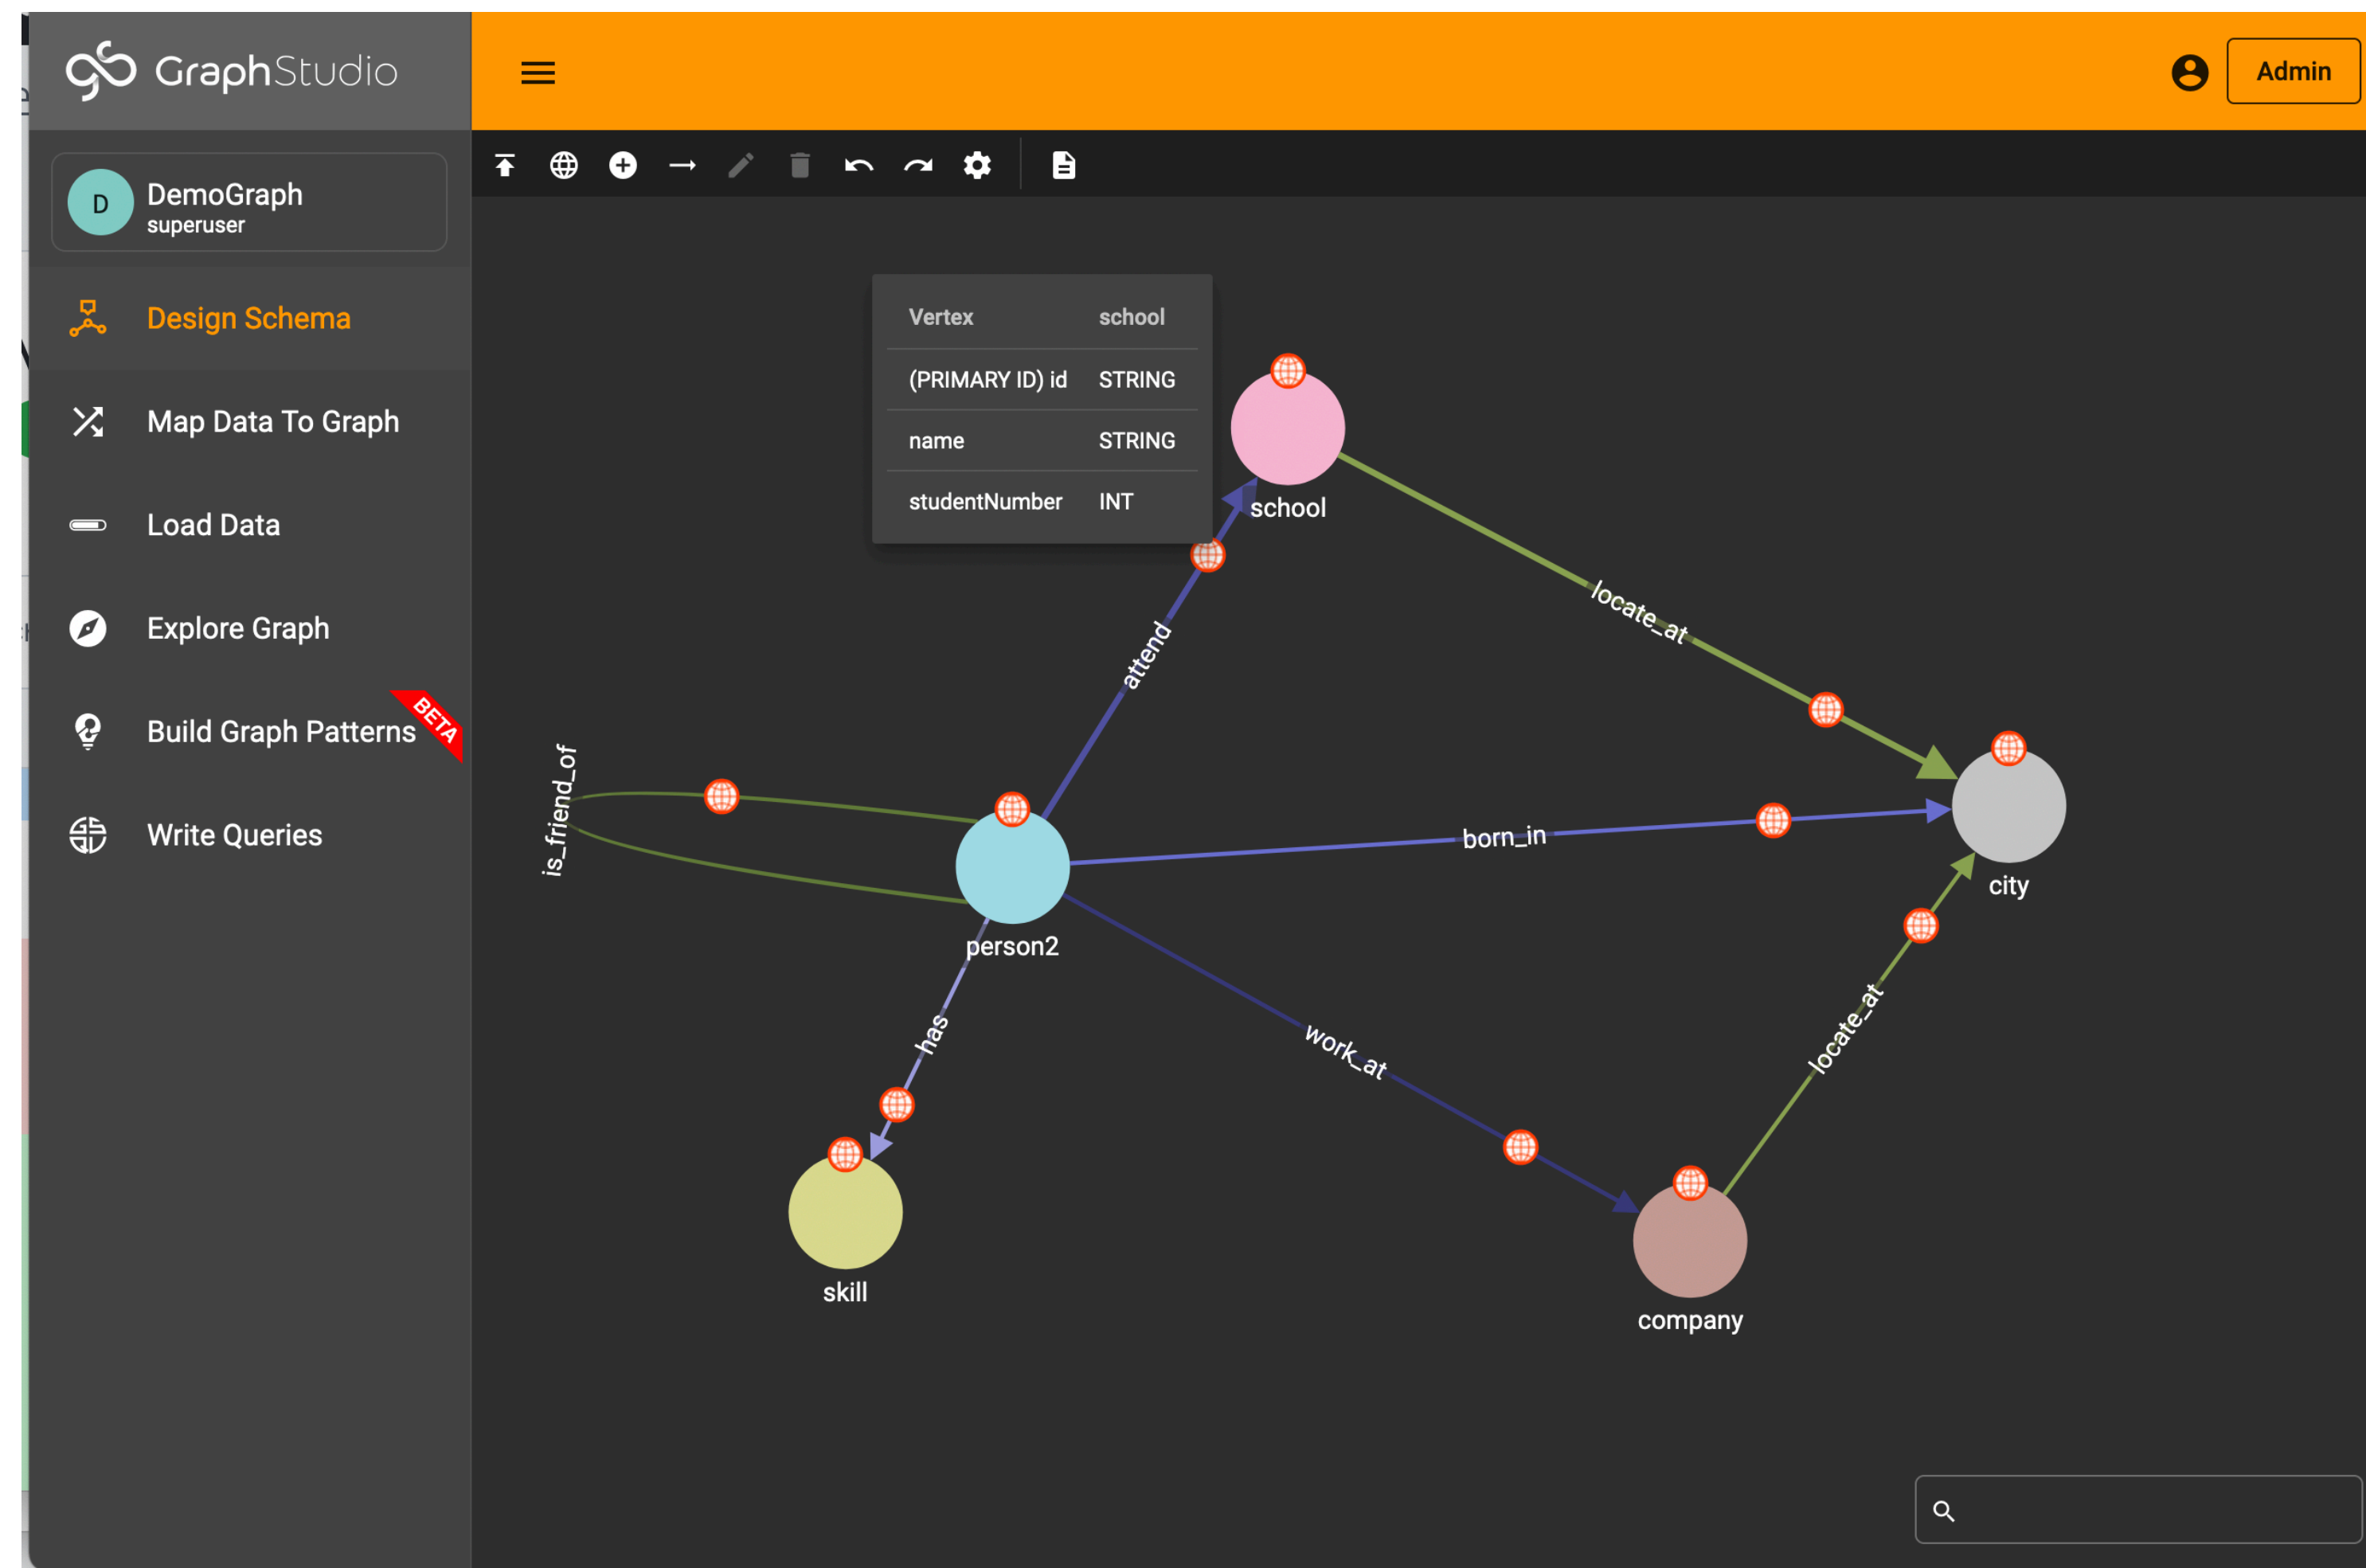 GraphStudio
Admin
D
DemoGraph
superuser
Design Schema
Map Data To Graph
Load Data
Explore Graph
Build Graph Patterns
BETA
Write Queries
Vertex school
(PRIMARY ID) id STRING
name STRING
studentNumber INT
school
locate_at
attend
is_friend_of
born_in
city
person2
has
work_at
locate_at
skill
company